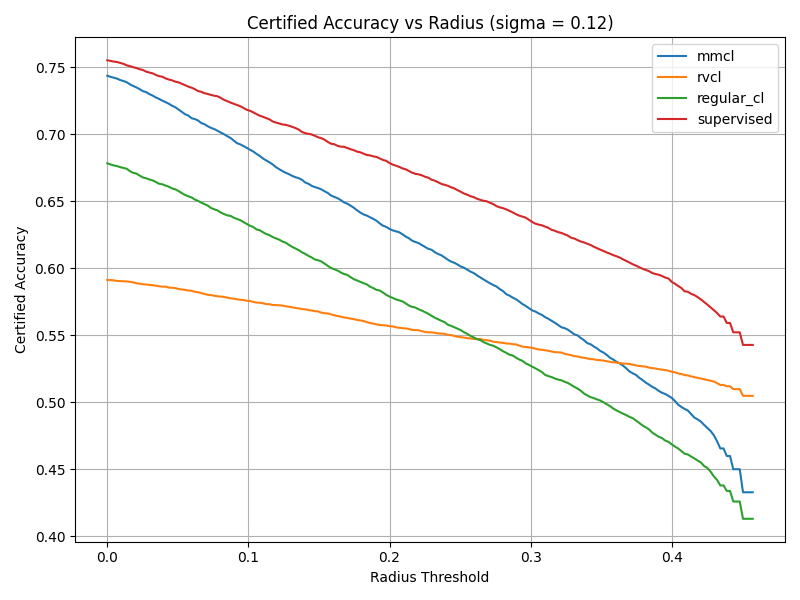 Certified Accuracy vs Radius (sigma = 0.12)
mmcl
rvcl
regular_cl
supervised
Certified Accuracy
0.75
0.70
0.65
0.60
0.55
0.50
0.45
0.40
0.0 0.1 0.2 0.3 0.4
Radius Threshold